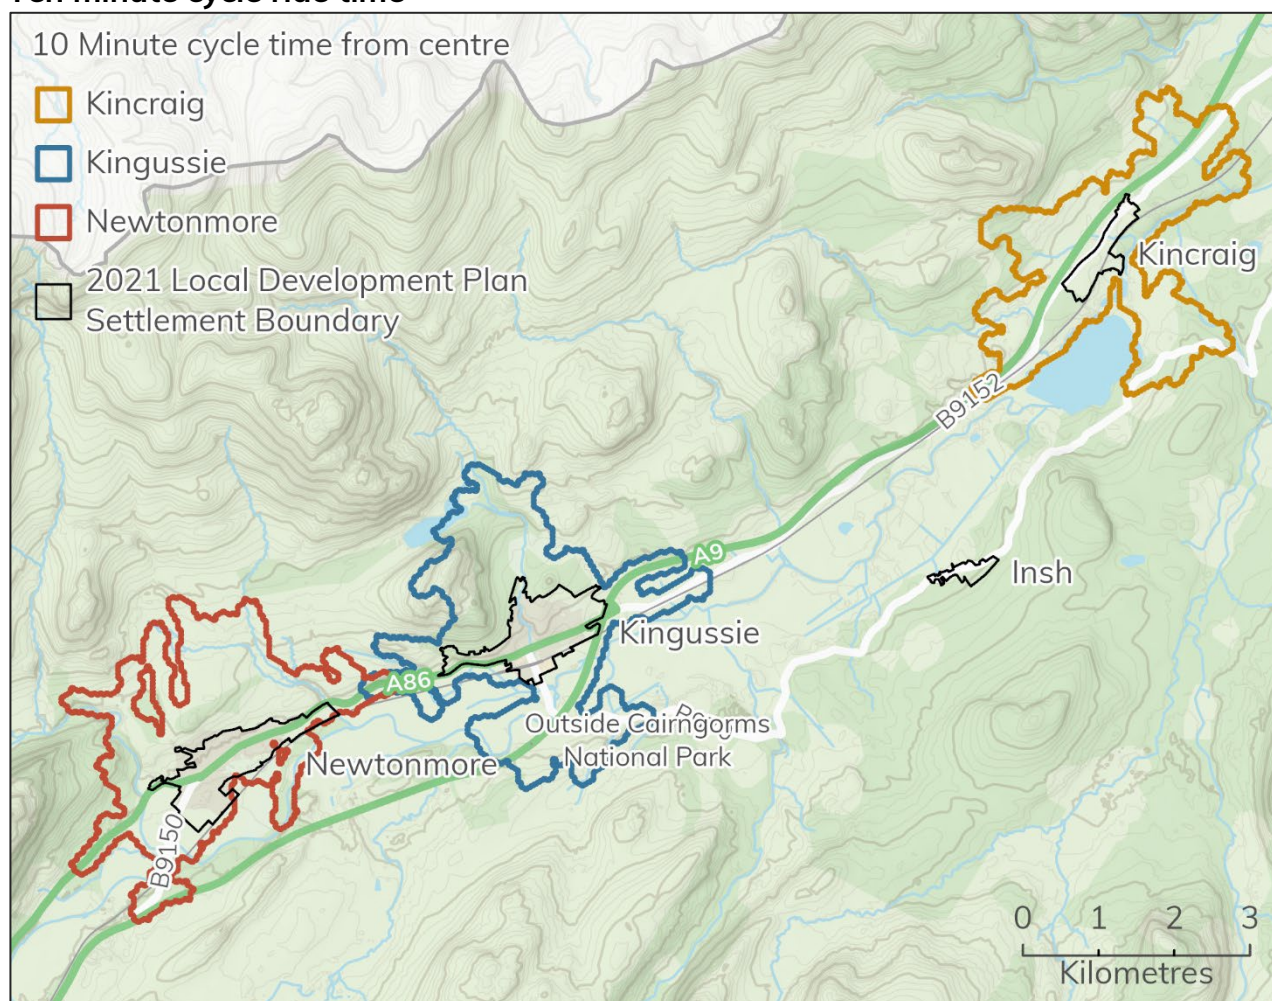 10 Minute cycle time from centre
Kincraig
Kingussie
Newtonmore
2021 Local Development Plan
Settlement Boundary
Kincraig
B9152
A9
Insh
Kingussie
A86
Outside Cairngorms
National Park
Newtonmore
B9150
0 1 2 3
Kilometres